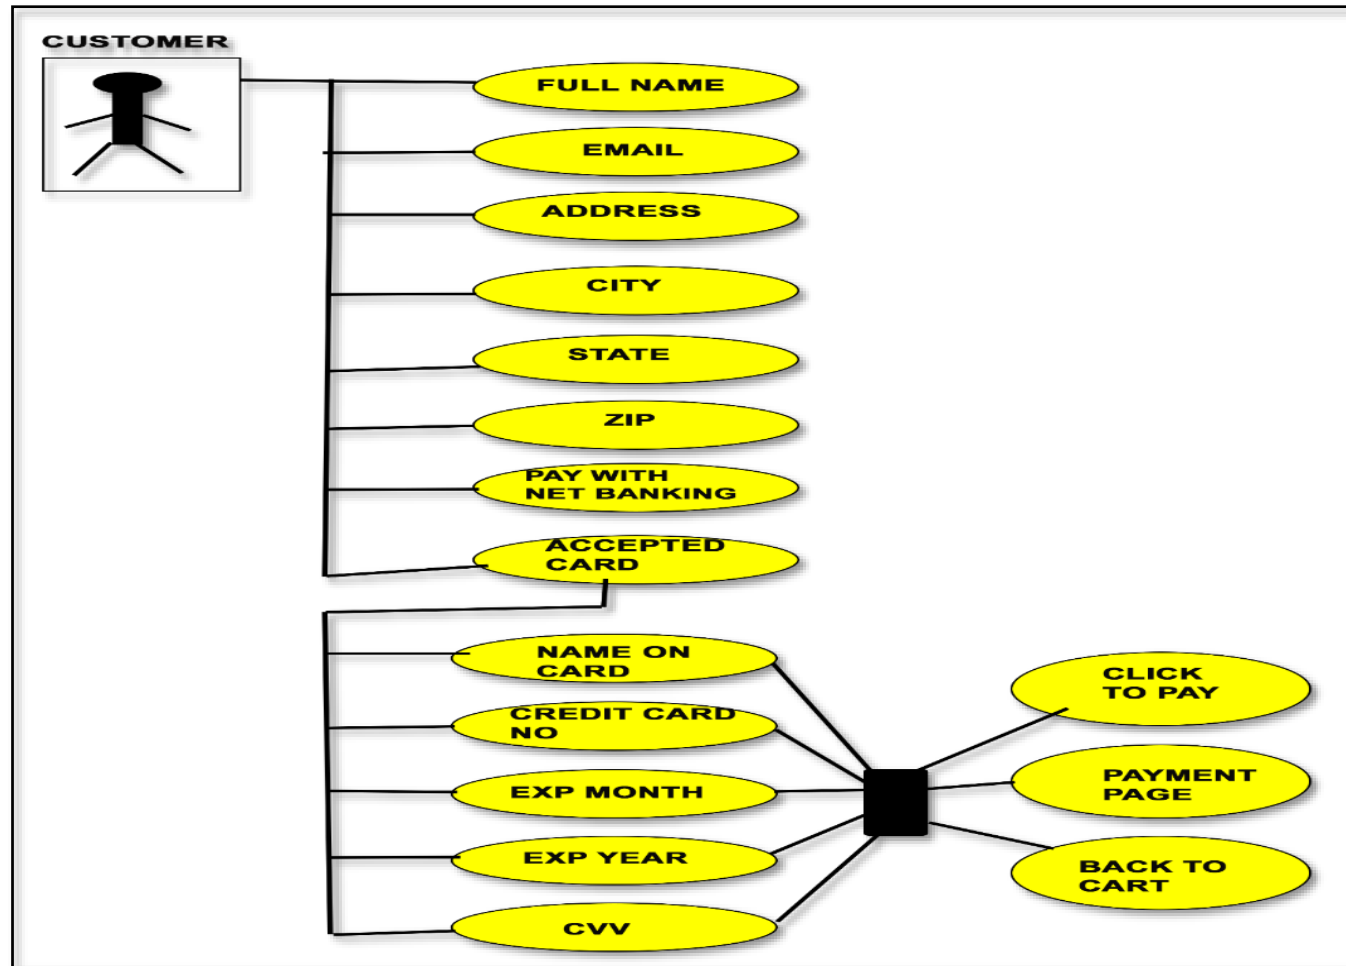 CUSTOMER
FULL NAME
EMAIL
ADDRESS
CITY
STATE
ZIP
PAY WITH
NET BANKING
ACCEPTED
CARD
NAME ON
CARD
CREDIT CARD
NO
EXP MONTH
EXP YEAR
CVV
CLICK
TO PAY
PAYMENT
PAGE
BACK TO
CART